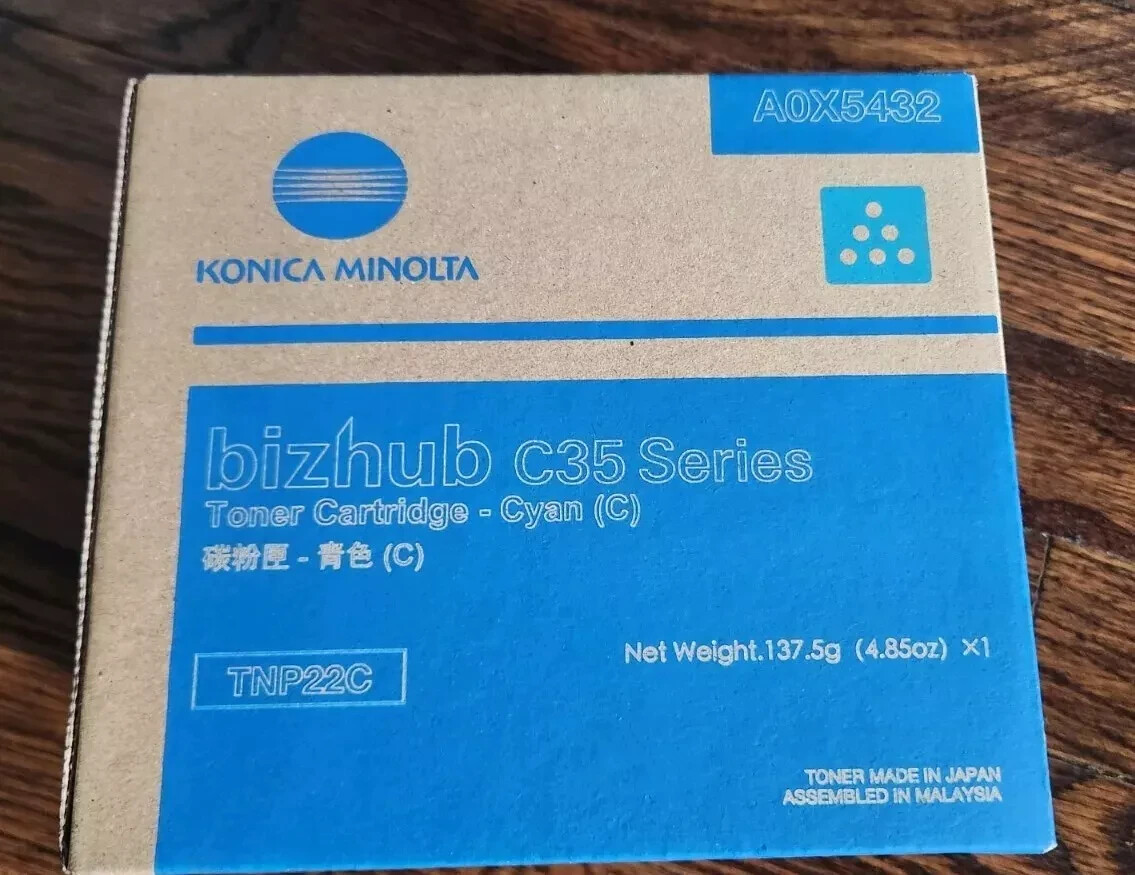 A0X5432
KONICA MINOLTA
bizhub C35 Series
Toner Cartridge - Cyan (C)
碳粉匣 - 青色 (C)
TNP22C
Net Weight.137.5g (4.85oz) ×1
TONER MADE IN JAPAN
ASSEMBLED IN MALAYSIA